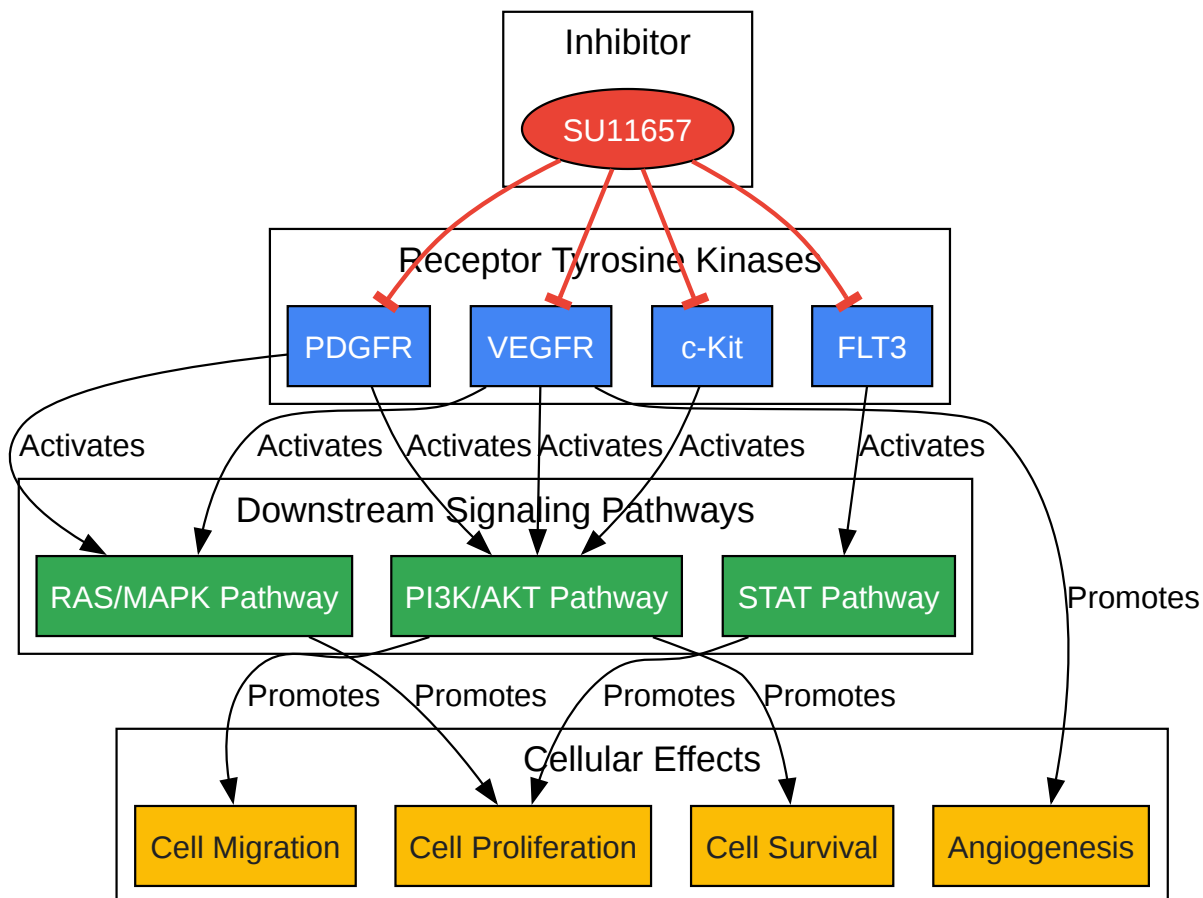 Inhibitor
SU11657
Receptor Tyrosine Kinases
PDGFR
VEGFR
c-Kit
FLT3
Activates
Activates
Activates
Activates
Activates
Activates
Downstream Signaling Pathways
RAS/MAPK Pathway
PI3K/AKT Pathway
STAT Pathway
Promotes
Promotes
Promotes
Promotes
Promotes
Cellular Effects
Cell Migration
Cell Proliferation
Cell Survival
Angiogenesis